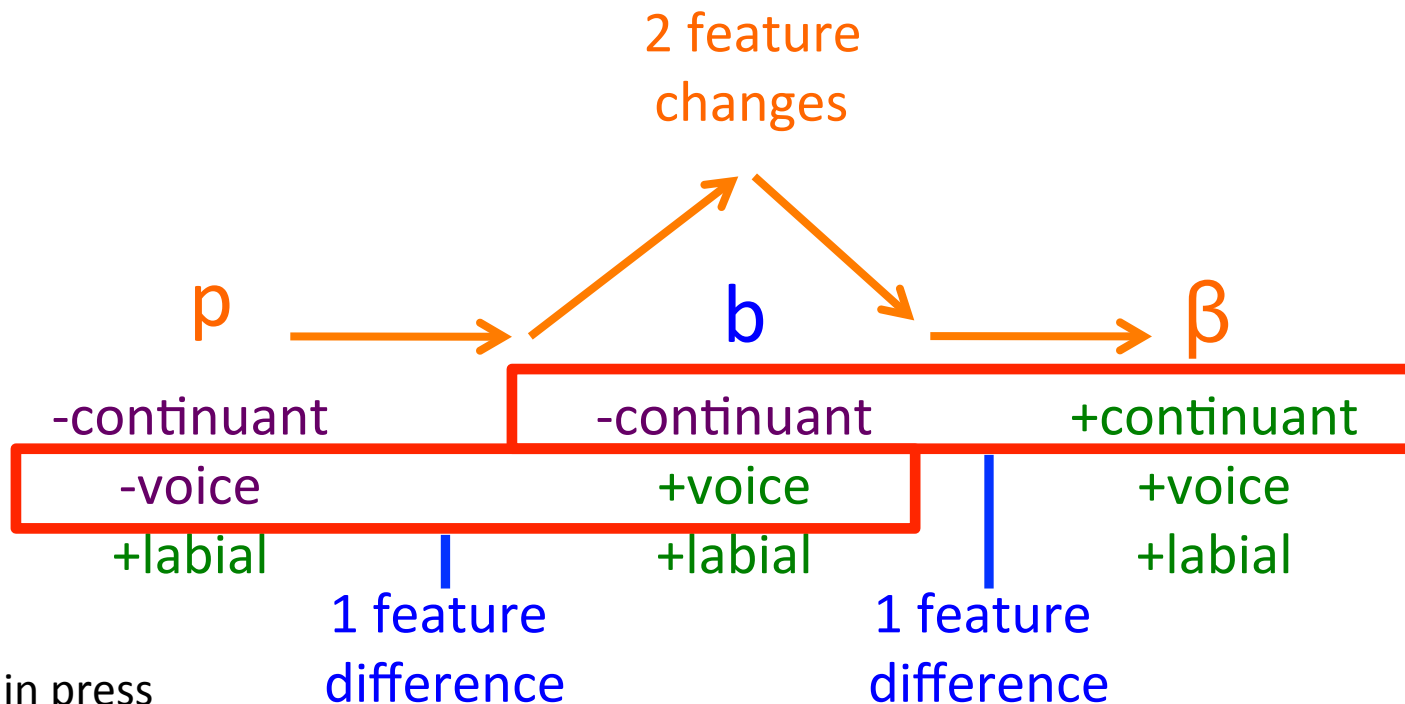 2 feature
changes
p b β
-continuant -continuant +continuant
-voice +voice +voice
+labial +labial +labial
1 feature 1 feature
difference difference
in press